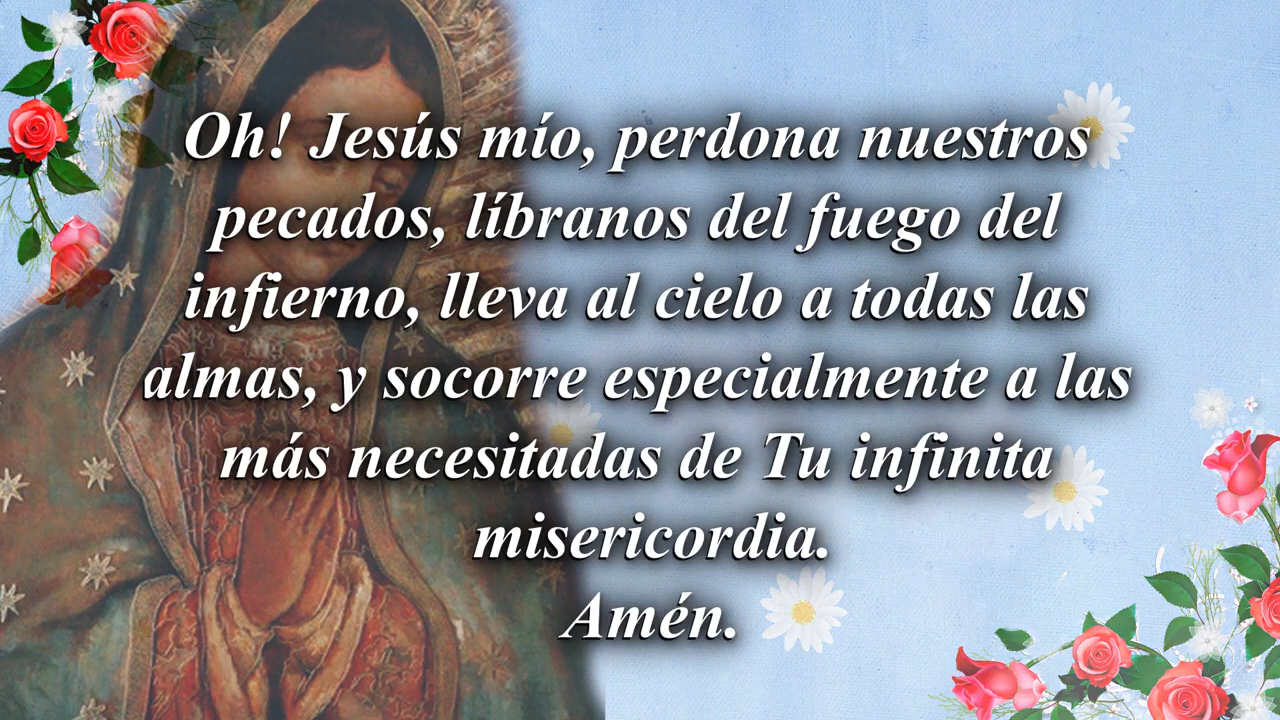 Oh! Jesús mío, perdona nuestros
pecados, líbranos del fuego del
infierno, lleva al cielo a todas las
almas, y socorre especialmente a las
más necesitadas de Tu infinita
misericordia.
Amén.